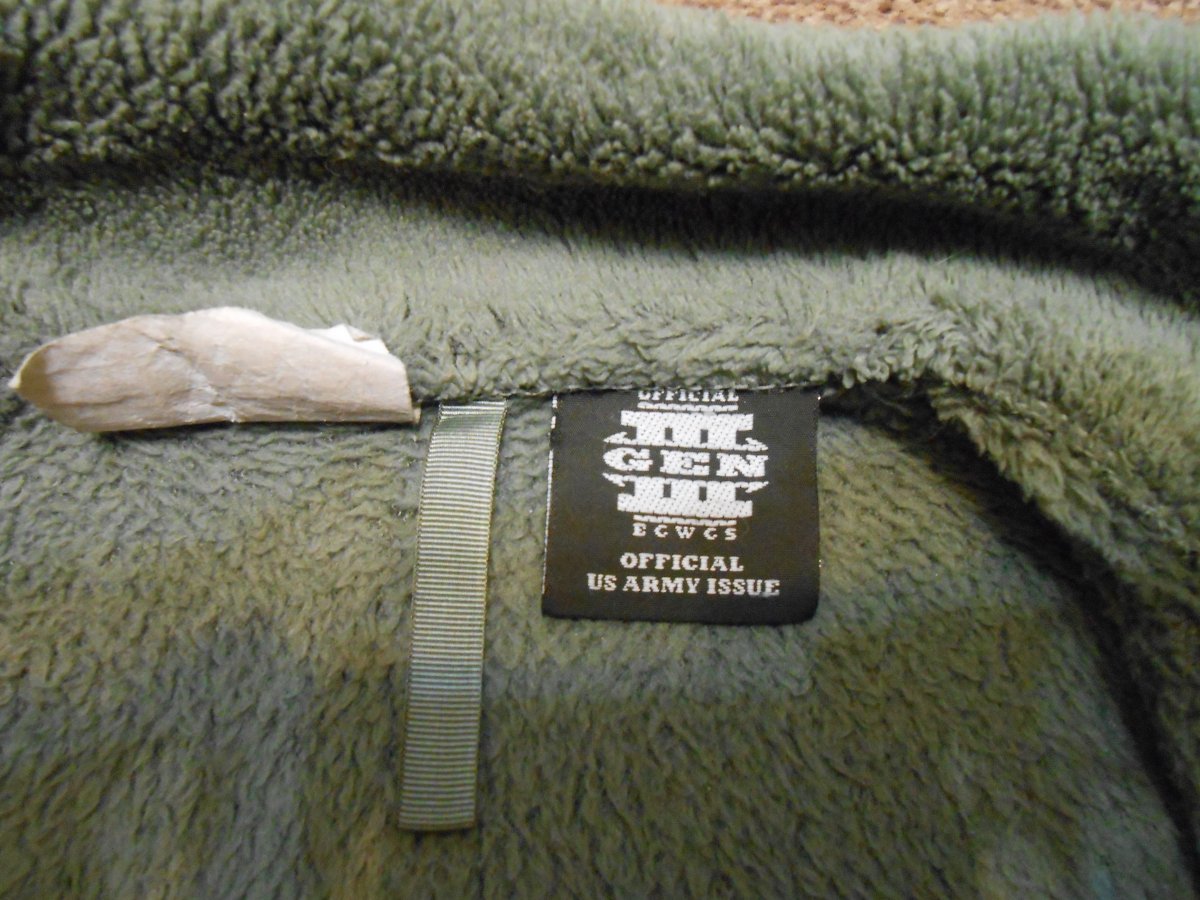 OFFICIAL
III
GEN
III
ECWCS
OFFICIAL
US ARMY ISSUE